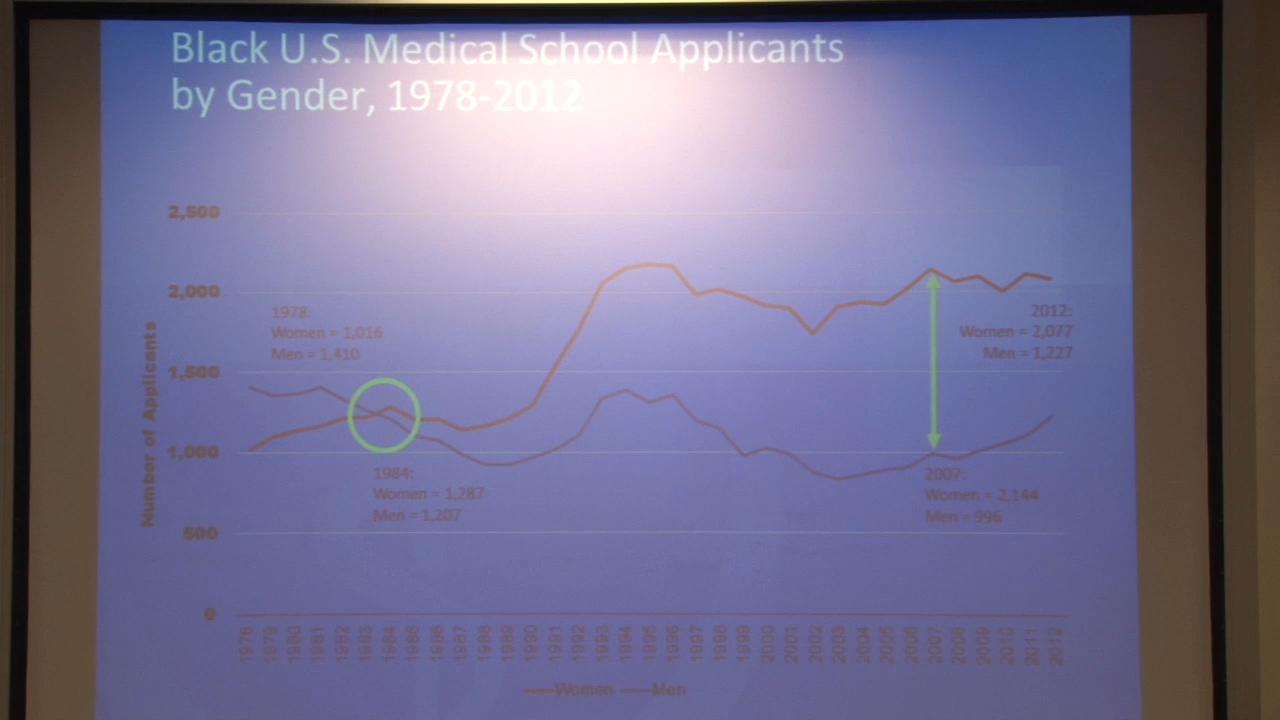 Black U.S. Medical School Applicants
by Gender, 1978-2012
2,500
2,000
1,500
1,000
500
0
Number of Applicants
1978:
Women = 1,016
Men = 1,410
1984:
Women = 1,287
Men = 1,207
2012:
Women = 2,077
Men = 1,227
2007:
Women = 2,144
Men = 996
1978 1979 1980 1981 1982 1983 1984 1985 1986 1987 1988 1989 1990 1991 1992 1993 1994 1995 1996 1997 1998 1999 2000 2001 2002 2003 2004 2005 2006 2007 2008 2009 2010 2011 2012
Women Men